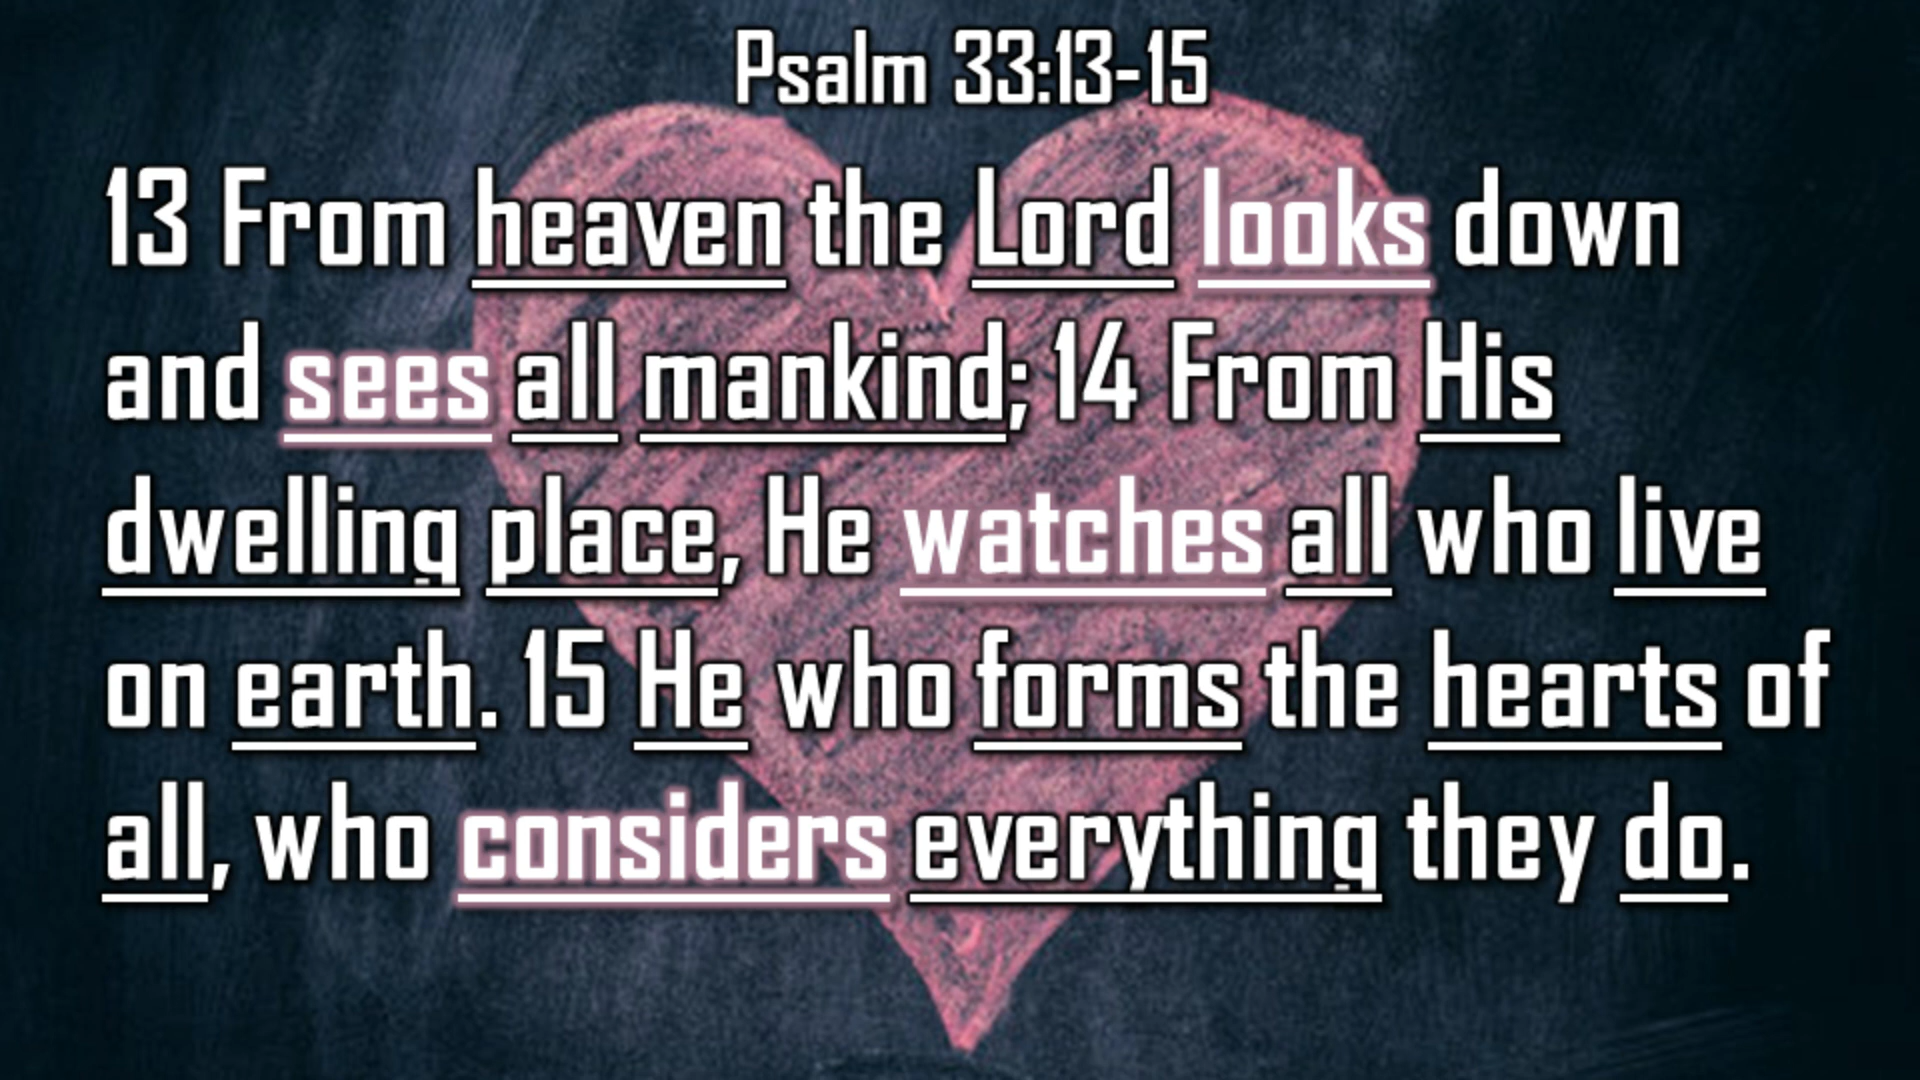 Psalm 33:13-15
13 From heaven the Lord looks down
and sees all mankind; 14 From His
dwelling place, He watches all who live
on earth. 15 He who forms the hearts of
all, who considers everything they do.